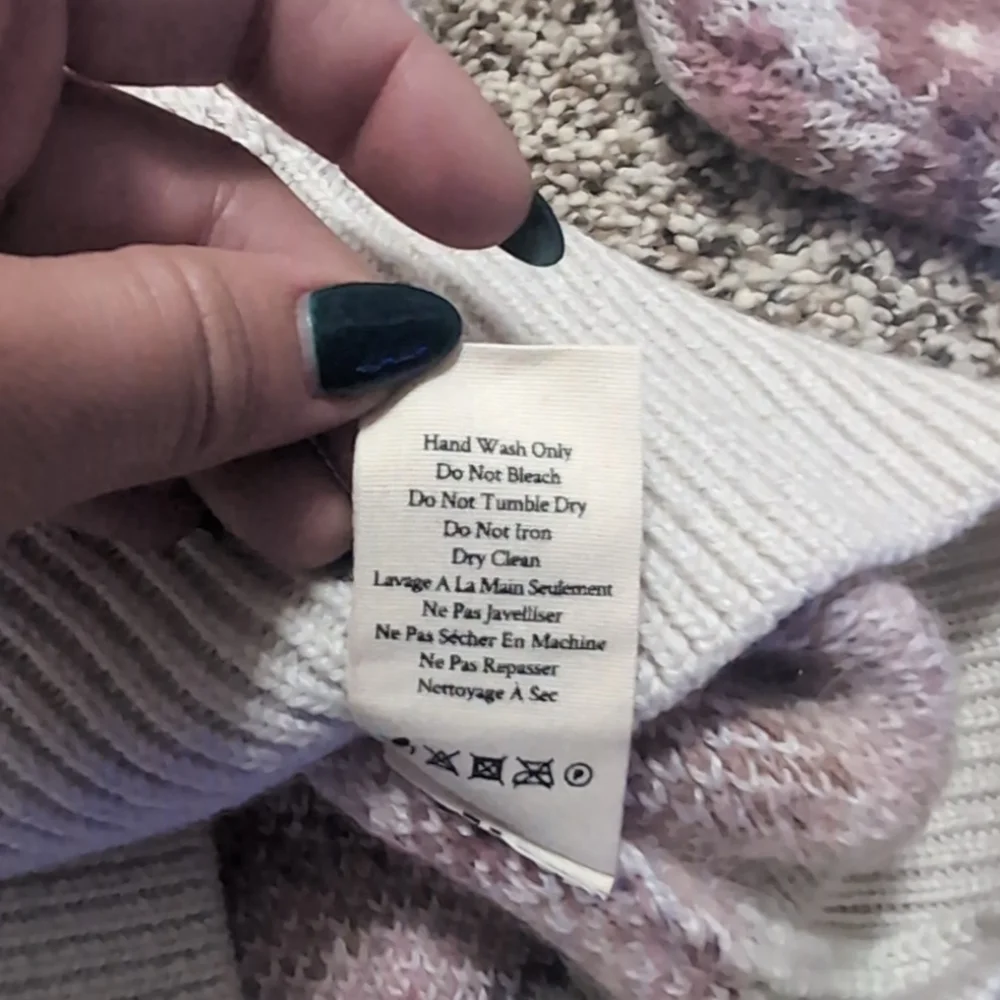 Hand Wash Only
Do Not Bleach
Do Not Tumble Dry
Do Not Iron
Dry Clean
Lavage A La Main Seulement
Ne Pas Javelliser
Ne Pas Sécher En Machine
Ne Pas Repasser
Nettoyage À Sec
P